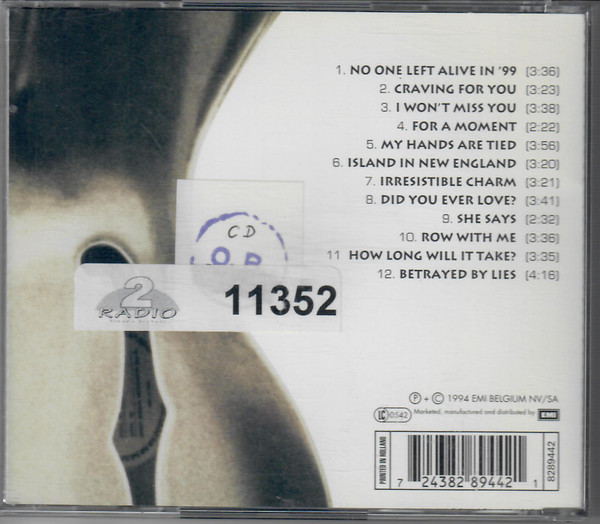 1. NO ONE LEFT ALIVE IN '99 (3:36)
2. CRAVING FOR YOU (3:23)
3. I WON'T MISS YOU (3:38)
4. FOR A MOMENT (2:22)
5. MY HANDS ARE TIED (3:56)
6. ISLAND IN NEW ENGLAND (3:20)
7. IRRESISTIBLE CHARM (3:21)
8. DID YOU EVER LOVE? (3:41)
9. SHE SAYS (2:32)
10. ROW WITH ME (3:36)
11 HOW LONG WILL IT TAKE? (3:35)
12. BETRAYED BY LIES (4:16)
CD
2
RADIO
11352
Ⓟ + © 1994 EMI BELGIUM NV/SA
LC 0542
Marketed, manufactured and distributed by EMI
PRINTED IN HOLLAND
7 24382 89442 1
8289442